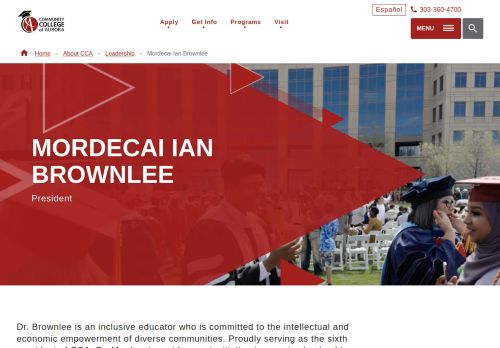 COMMUNITY
COLLEGE
of AURORA
Español 303-360-4700
Apply Get Info Programs Visit
MENU
Home – About CCA – Leadership – Mordecai Ian Brownlee
MORDECAI IAN
BROWNLEE
President
Dr. Brownlee is an inclusive educator who is committed to the intellectual and
economic empowerment of diverse communities. Proudly serving as the sixth